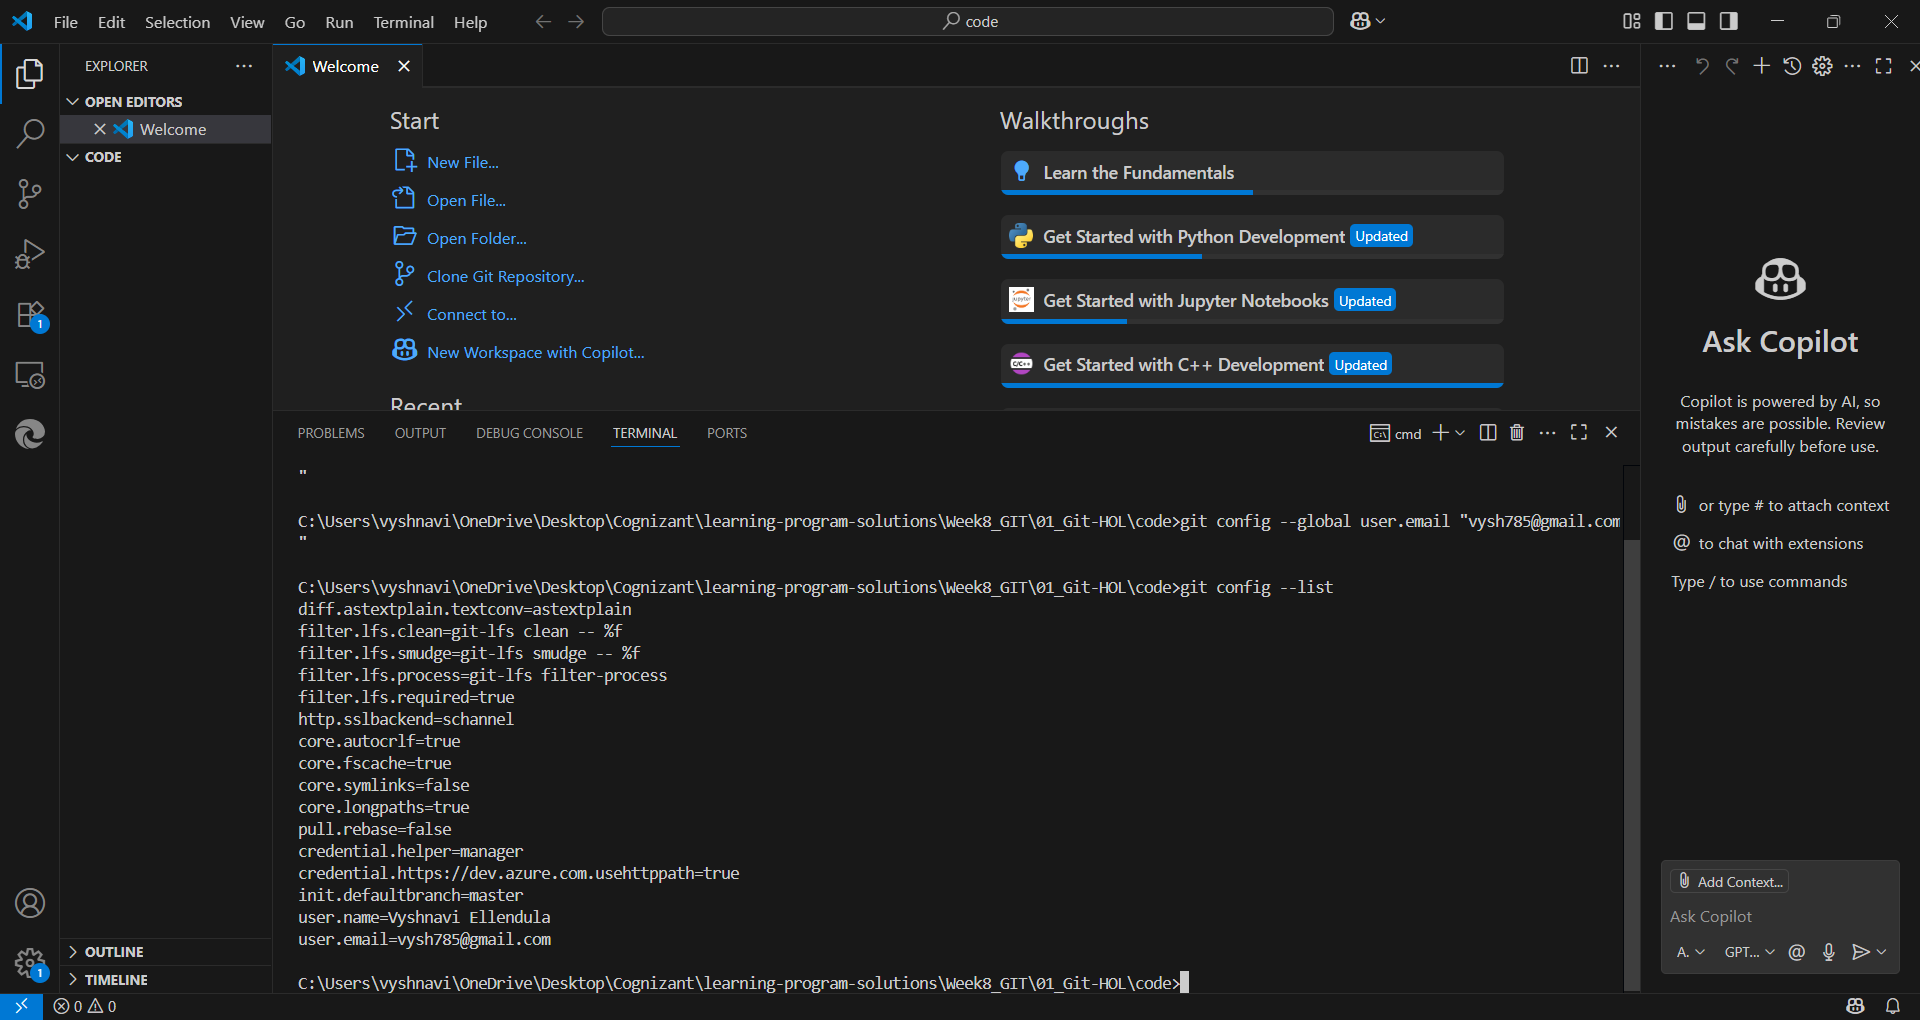 File Edit Selection View Go Run Terminal Help
code
EXPLORER
OPEN EDITORS
Welcome
CODE
OUTLINE
TIMELINE
Welcome
Start
New File...
Open File...
Open Folder...
Clone Git Repository...
Connect to...
New Workspace with Copilot...
Recent
Walkthroughs
Learn the Fundamentals
Get Started with Python Development Updated
Get Started with Jupyter Notebooks Updated
Get Started with C++ Development Updated
PROBLEMS OUTPUT DEBUG CONSOLE TERMINAL PORTS
cmd
"
C:\Users\vyshnavi\OneDrive\Desktop\Cognizant\learning-program-solutions\Week8_GIT\01_Git-HOL\code>git config --global user.email "vysh785@gmail.com
"
C:\Users\vyshnavi\OneDrive\Desktop\Cognizant\learning-program-solutions\Week8_GIT\01_Git-HOL\code>git config --list
diff.astextplain.textconv=astextplain
filter.lfs.clean=git-lfs clean -- %f
filter.lfs.smudge=git-lfs smudge -- %f
filter.lfs.process=git-lfs filter-process
filter.lfs.required=true
http.sslbackend=schannel
core.autocrlf=true
core.fscache=true
core.symlinks=false
core.longpaths=true
pull.rebase=false
credential.helper=manager
credential.https://dev.azure.com.usehttppath=true
init.defaultbranch=master
user.name=Vyshnavi Ellendula
user.email=vysh785@gmail.com
C:\Users\vyshnavi\OneDrive\Desktop\Cognizant\learning-program-solutions\Week8_GIT\01_Git-HOL\code>
Ask Copilot
Copilot is powered by AI, so
mistakes are possible. Review
output carefully before use.
or type # to attach context
@ to chat with extensions
Type / to use commands
Add Context...
Ask Copilot
A. GPT... @
1
1
0 0